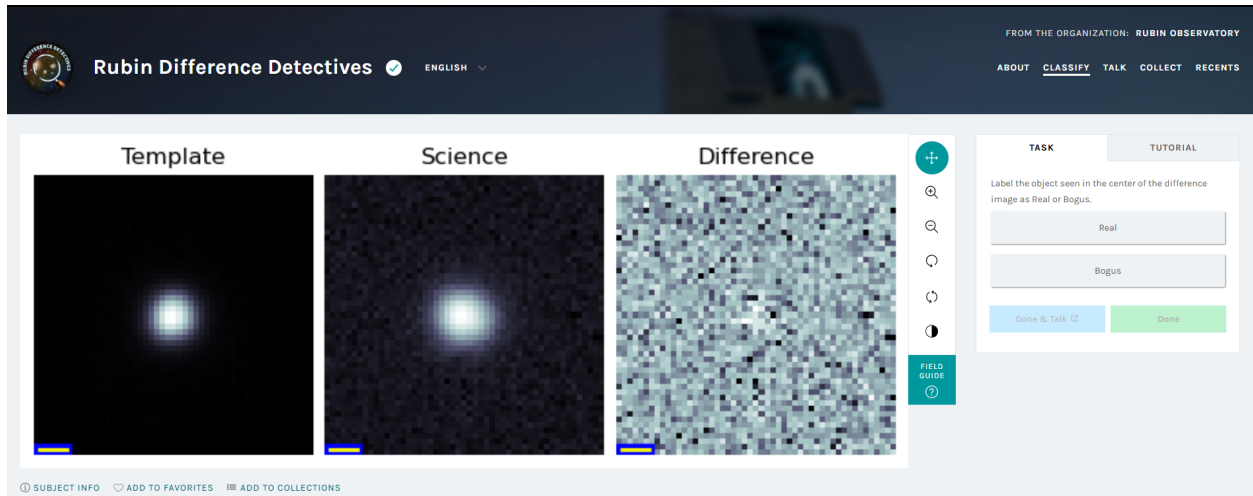 FROM THE ORGANIZATION: RUBIN OBSERVATORY
Rubin Difference Detectives
ENGLISH
ABOUT CLASSIFY TALK COLLECT RECENTS
Template Science Difference
TASK TUTORIAL
Label the object seen in the center of the difference
image as Real or Bogus.
Real
Bogus
Done & Talk
Done
FIELD
GUIDE
SUBJECT INFO ADD TO FAVORITES ADD TO COLLECTIONS